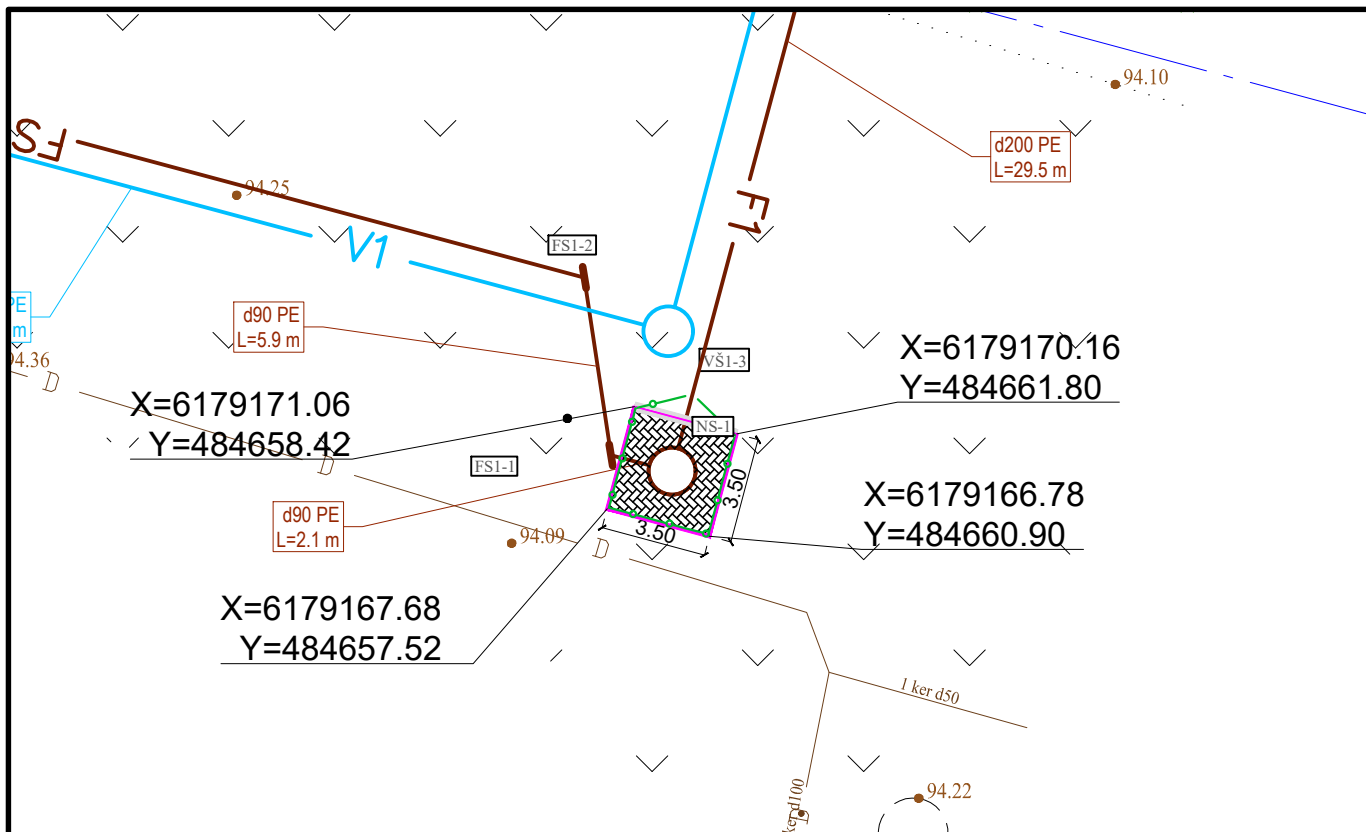 94.10
d200 PE
L=29.5 m
FS
94.25
F1
V1
FS1-2
PE
m
d90 PE
L=5.9 m
94.36
D
VŠ1-3
X=6179170.16
Y=484661.80
X=6179171.06
Y=484658.42
NS-1
D
FS1-1
3.50
X=6179166.78
Y=484660.90
d90 PE
L=2.1 m
94.09
3.50
D
X=6179167.68
Y=484657.52
1 ker d50
94.22
ker d100
D